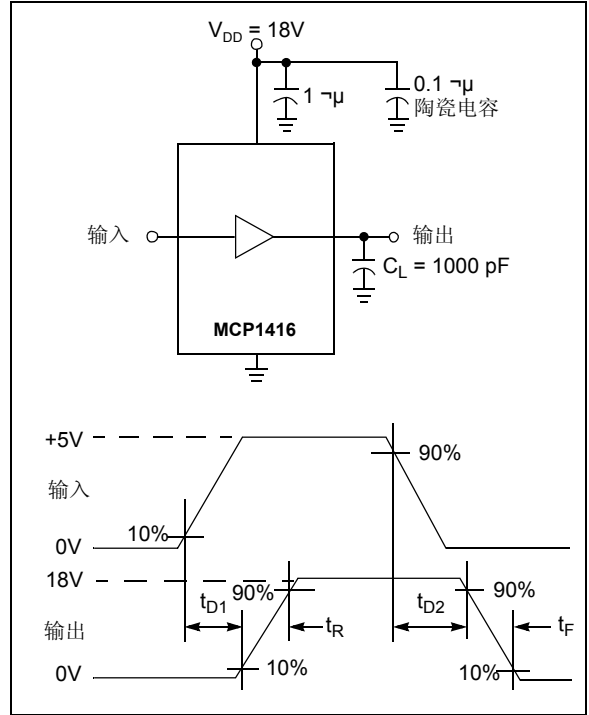 V_DD = 18V
1 ¬µ
0.1 ¬µ
陶瓷电容
输入
输出
C_L = 1000 pF
MCP1416
+5V
90%
输入
10%
0V
18V
t_D1
90%
t_R
t_D2
90%
t_F
输出
10%
10%
0V